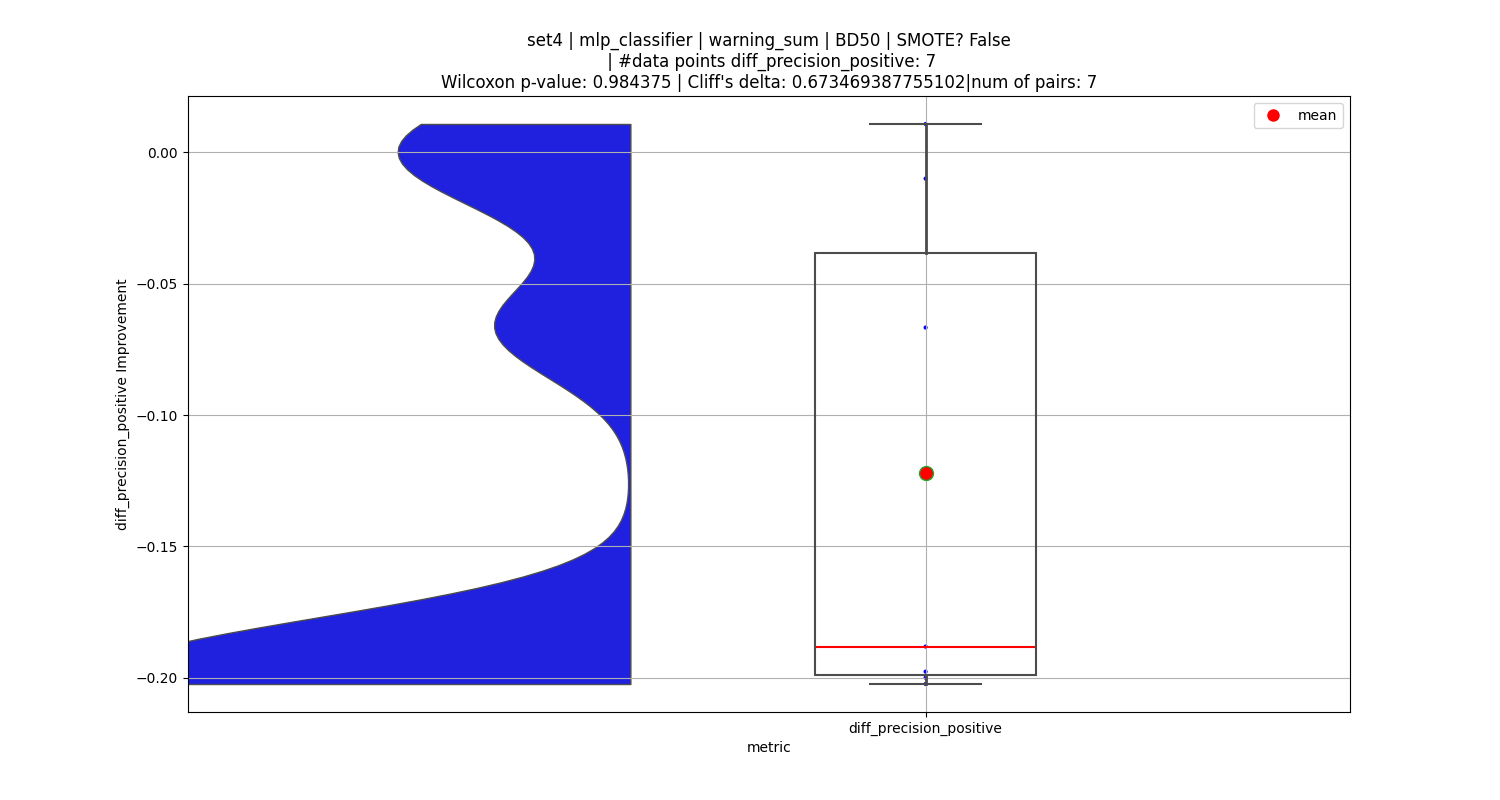 set4 | mlp_classifier | warning_sum | BD50 | SMOTE? False
| #data points diff_precision_positive: 7
Wilcoxon p-value: 0.984375 | Cliff's delta: 0.673469387755102|num of pairs: 7
mean
0.00
−0.05
−0.10
−0.15
−0.20
diff_precision_positive Improvement
diff_precision_positive
metric